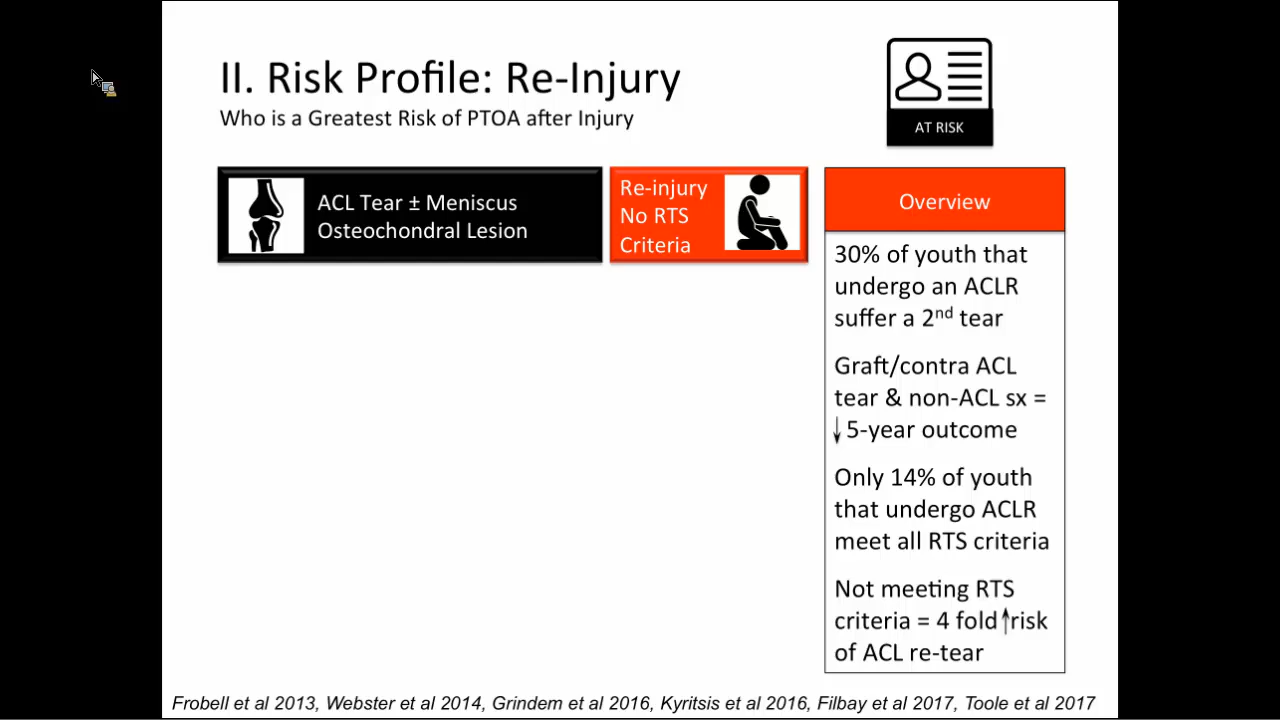 II. Risk Profile: Re-Injury
Who is a Greatest Risk of PTOA after Injury
AT RISK
ACL Tear ± Meniscus
Osteochondral Lesion
Re-injury
No RTS
Criteria
Overview
30% of youth that
undergo an ACLR
suffer a 2nd tear
Graft/contra ACL
tear & non-ACL sx =
↓5-year outcome
Only 14% of youth
that undergo ACLR
meet all RTS criteria
Not meeting RTS
criteria = 4 fold↑risk
of ACL re-tear
Frobell et al 2013, Webster et al 2014, Grindem et al 2016, Kyritsis et al 2016, Filbay et al 2017, Toole et al 2017